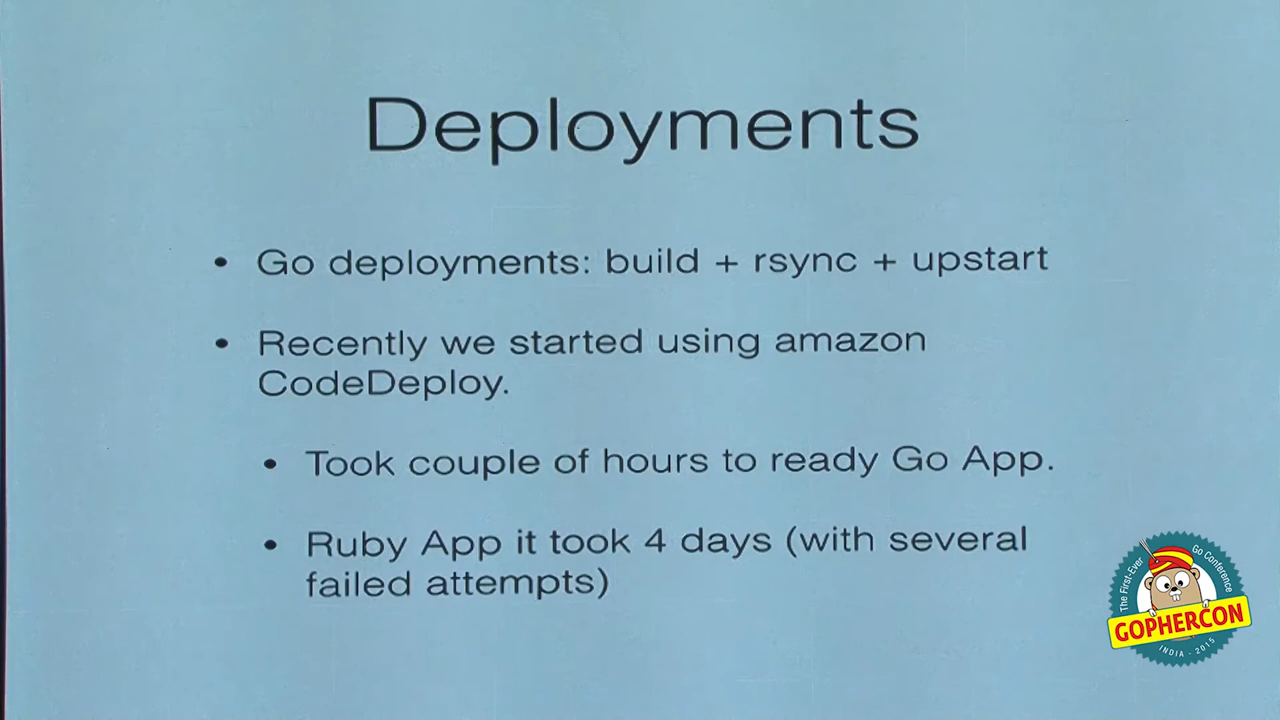 Deployments
• Go deployments: build + rsync + upstart
• Recently we started using amazon
CodeDeploy.
• Took couple of hours to ready Go App.
• Ruby App it took 4 days (with several
failed attempts)
The First-Ever
Go Conference
GOPHERCON
INDIA - 2015